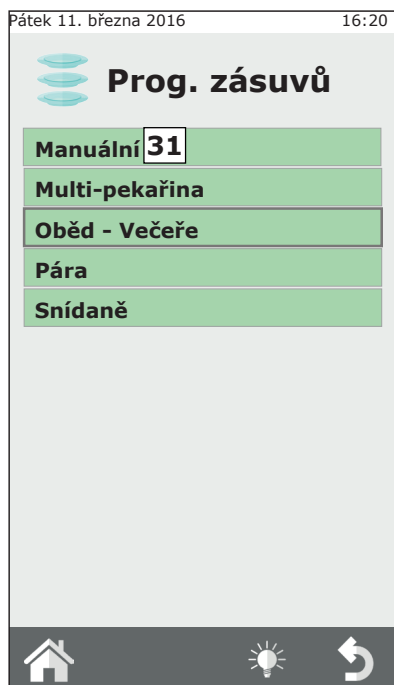 Pátek 11. března 2016 16:20
Prog. zásuvů
Manuální 31
Multi-pekařina
Oběd - Večeře
Pára
Snídaně